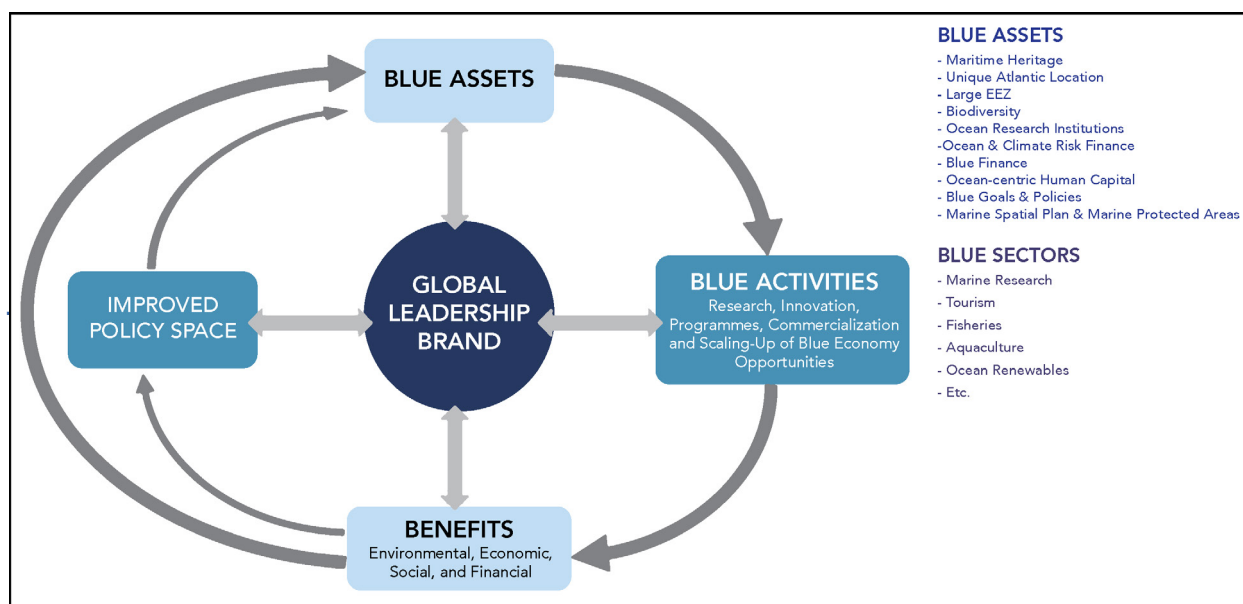 BLUE ASSETS
IMPROVED
POLICY SPACE
GLOBAL
LEADERSHIP
BRAND
BLUE ACTIVITIES
Research, Innovation,
Programmes, Commercialization
and Scaling-Up of Blue Economy
Opportunities
BENEFITS
Environmental, Economic,
Social, and Financial
BLUE ASSETS
- Maritime Heritage
- Unique Atlantic Location
- Large EEZ
- Biodiversity
- Ocean Research Institutions
-Ocean & Climate Risk Finance
- Blue Finance
- Ocean-centric Human Capital
- Blue Goals & Policies
- Marine Spatial Plan & Marine Protected Areas
BLUE SECTORS
- Marine Research
- Tourism
- Fisheries
- Aquaculture
- Ocean Renewables
- Etc.